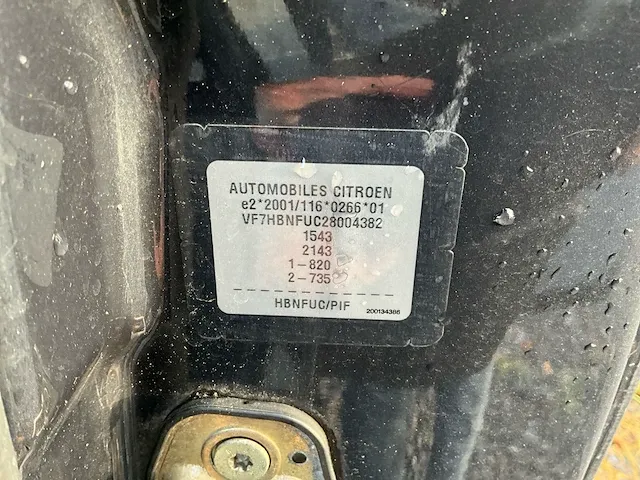 AUTOMOBILES CITROEN
e2*2001/116*0266*01
VF7HBNFUC28004382
1543
2143
1-820
2-735
HBNFUC/PIF
200134386